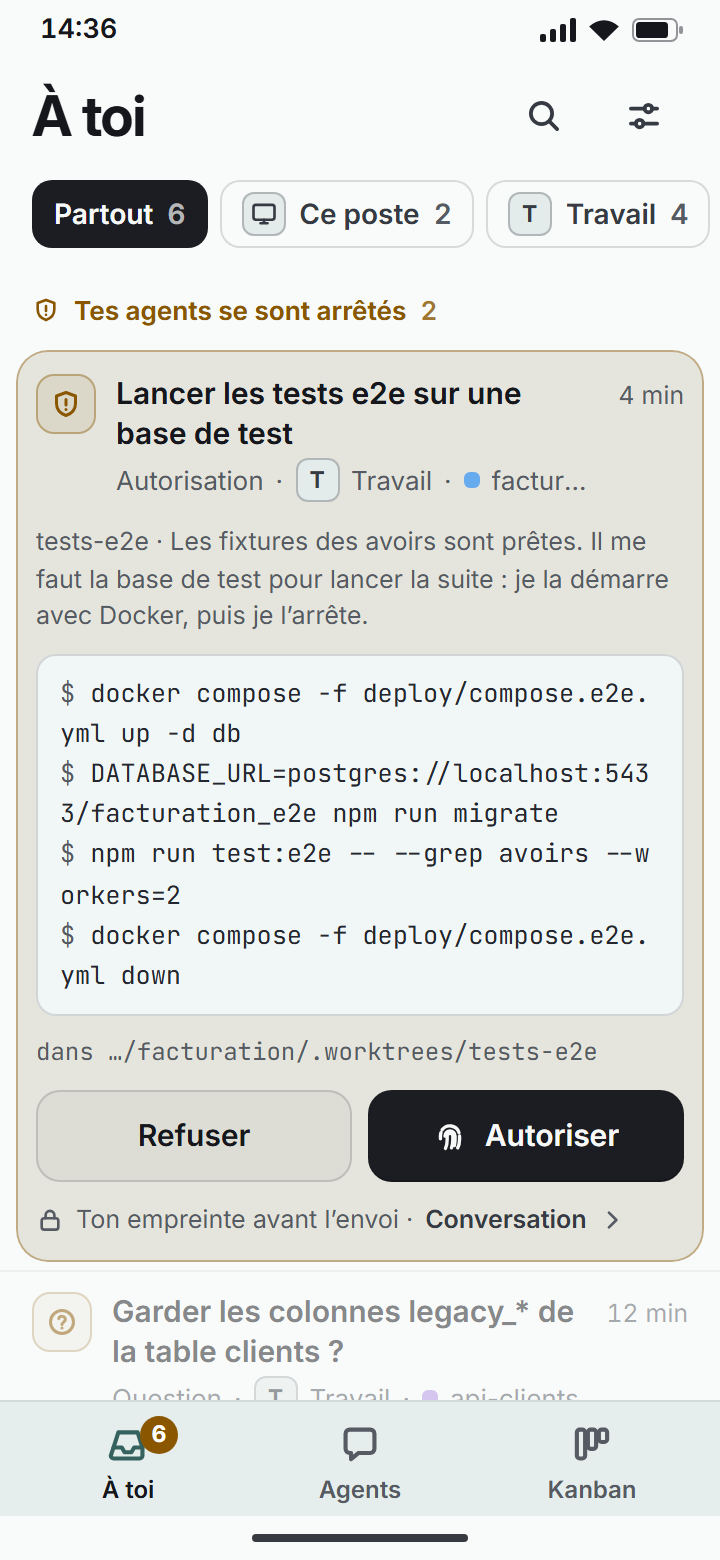 14:36
À toi
Partout 6
Ce poste 2
T Travail 4
Tes agents se sont arrêtés 2
Lancer les tests e2e sur une
base de test
4 min
Autorisation · T Travail · factur…
tests-e2e · Les fixtures des avoirs sont prêtes. Il me
faut la base de test pour lancer la suite : je la démarre
avec Docker, puis je l’arrête.
$ docker compose -f deploy/compose.e2e.
yml up -d db
$ DATABASE_URL=postgres://localhost:543
3/facturation_e2e npm run migrate
$ npm run test:e2e -- --grep avoirs --w
orkers=2
$ docker compose -f deploy/compose.e2e.
yml down
dans …/facturation/.worktrees/tests-e2e
Refuser
Autoriser
Ton empreinte avant l’envoi · Conversation
Garder les colonnes legacy_* de
la table clients ?
12 min
Question · T Travail · api-clients
6
À toi
Agents
Kanban